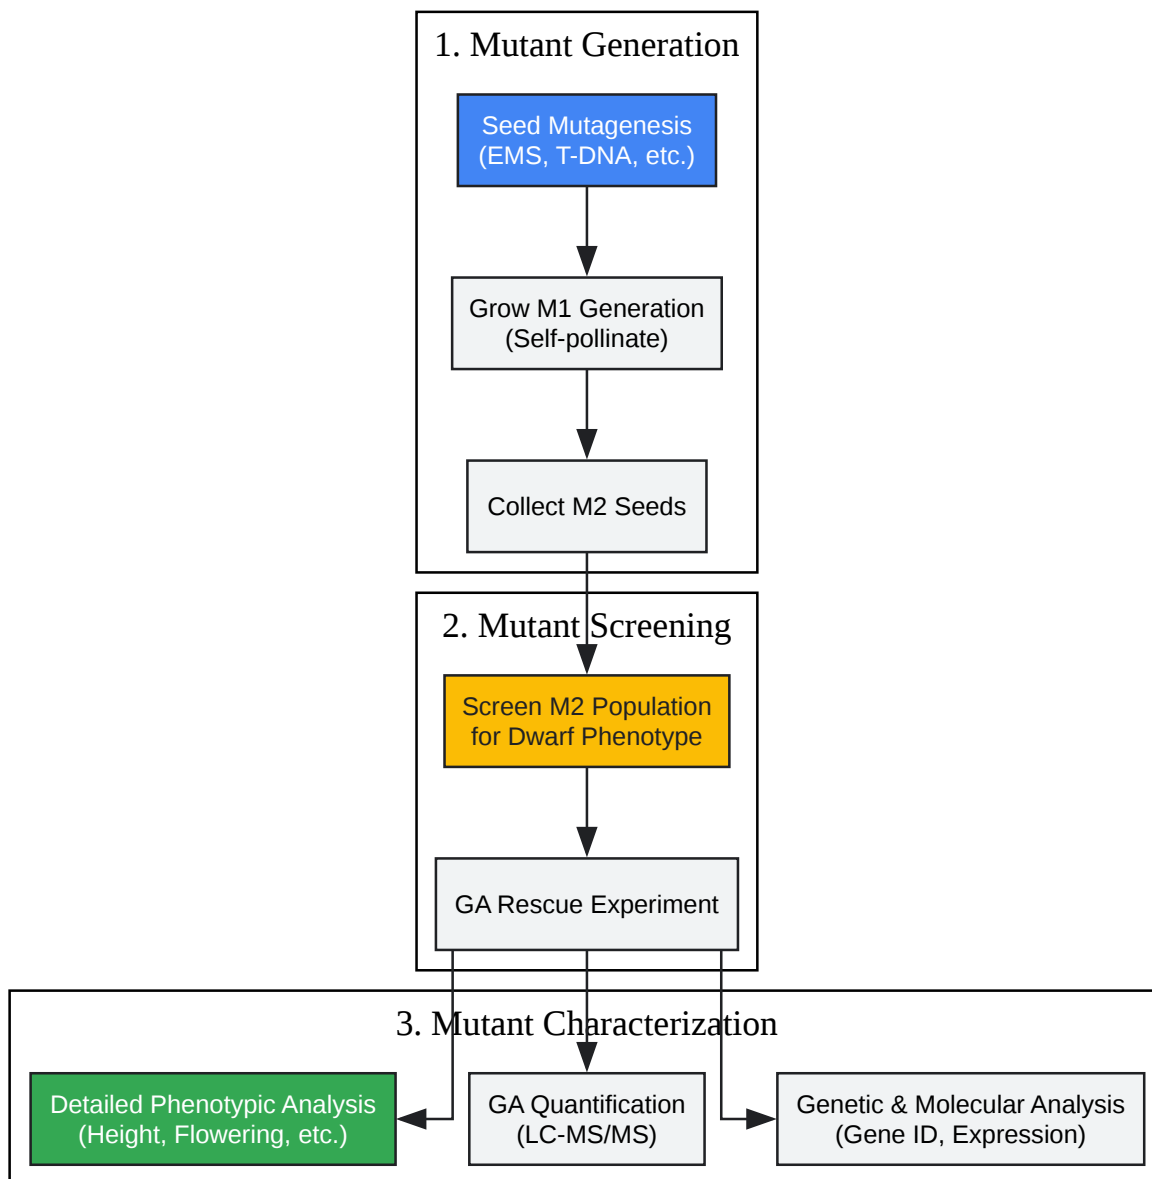 1. Mutant Generation
Seed Mutagenesis
(EMS, T-DNA, etc.)
Grow M1 Generation
(Self-pollinate)
Collect M2 Seeds
2. Mutant Screening
Screen M2 Population
for Dwarf Phenotype
GA Rescue Experiment
3. Mutant Characterization
Detailed Phenotypic Analysis
(Height, Flowering, etc.)
GA Quantification
(LC-MS/MS)
Genetic & Molecular Analysis
(Gene ID, Expression)